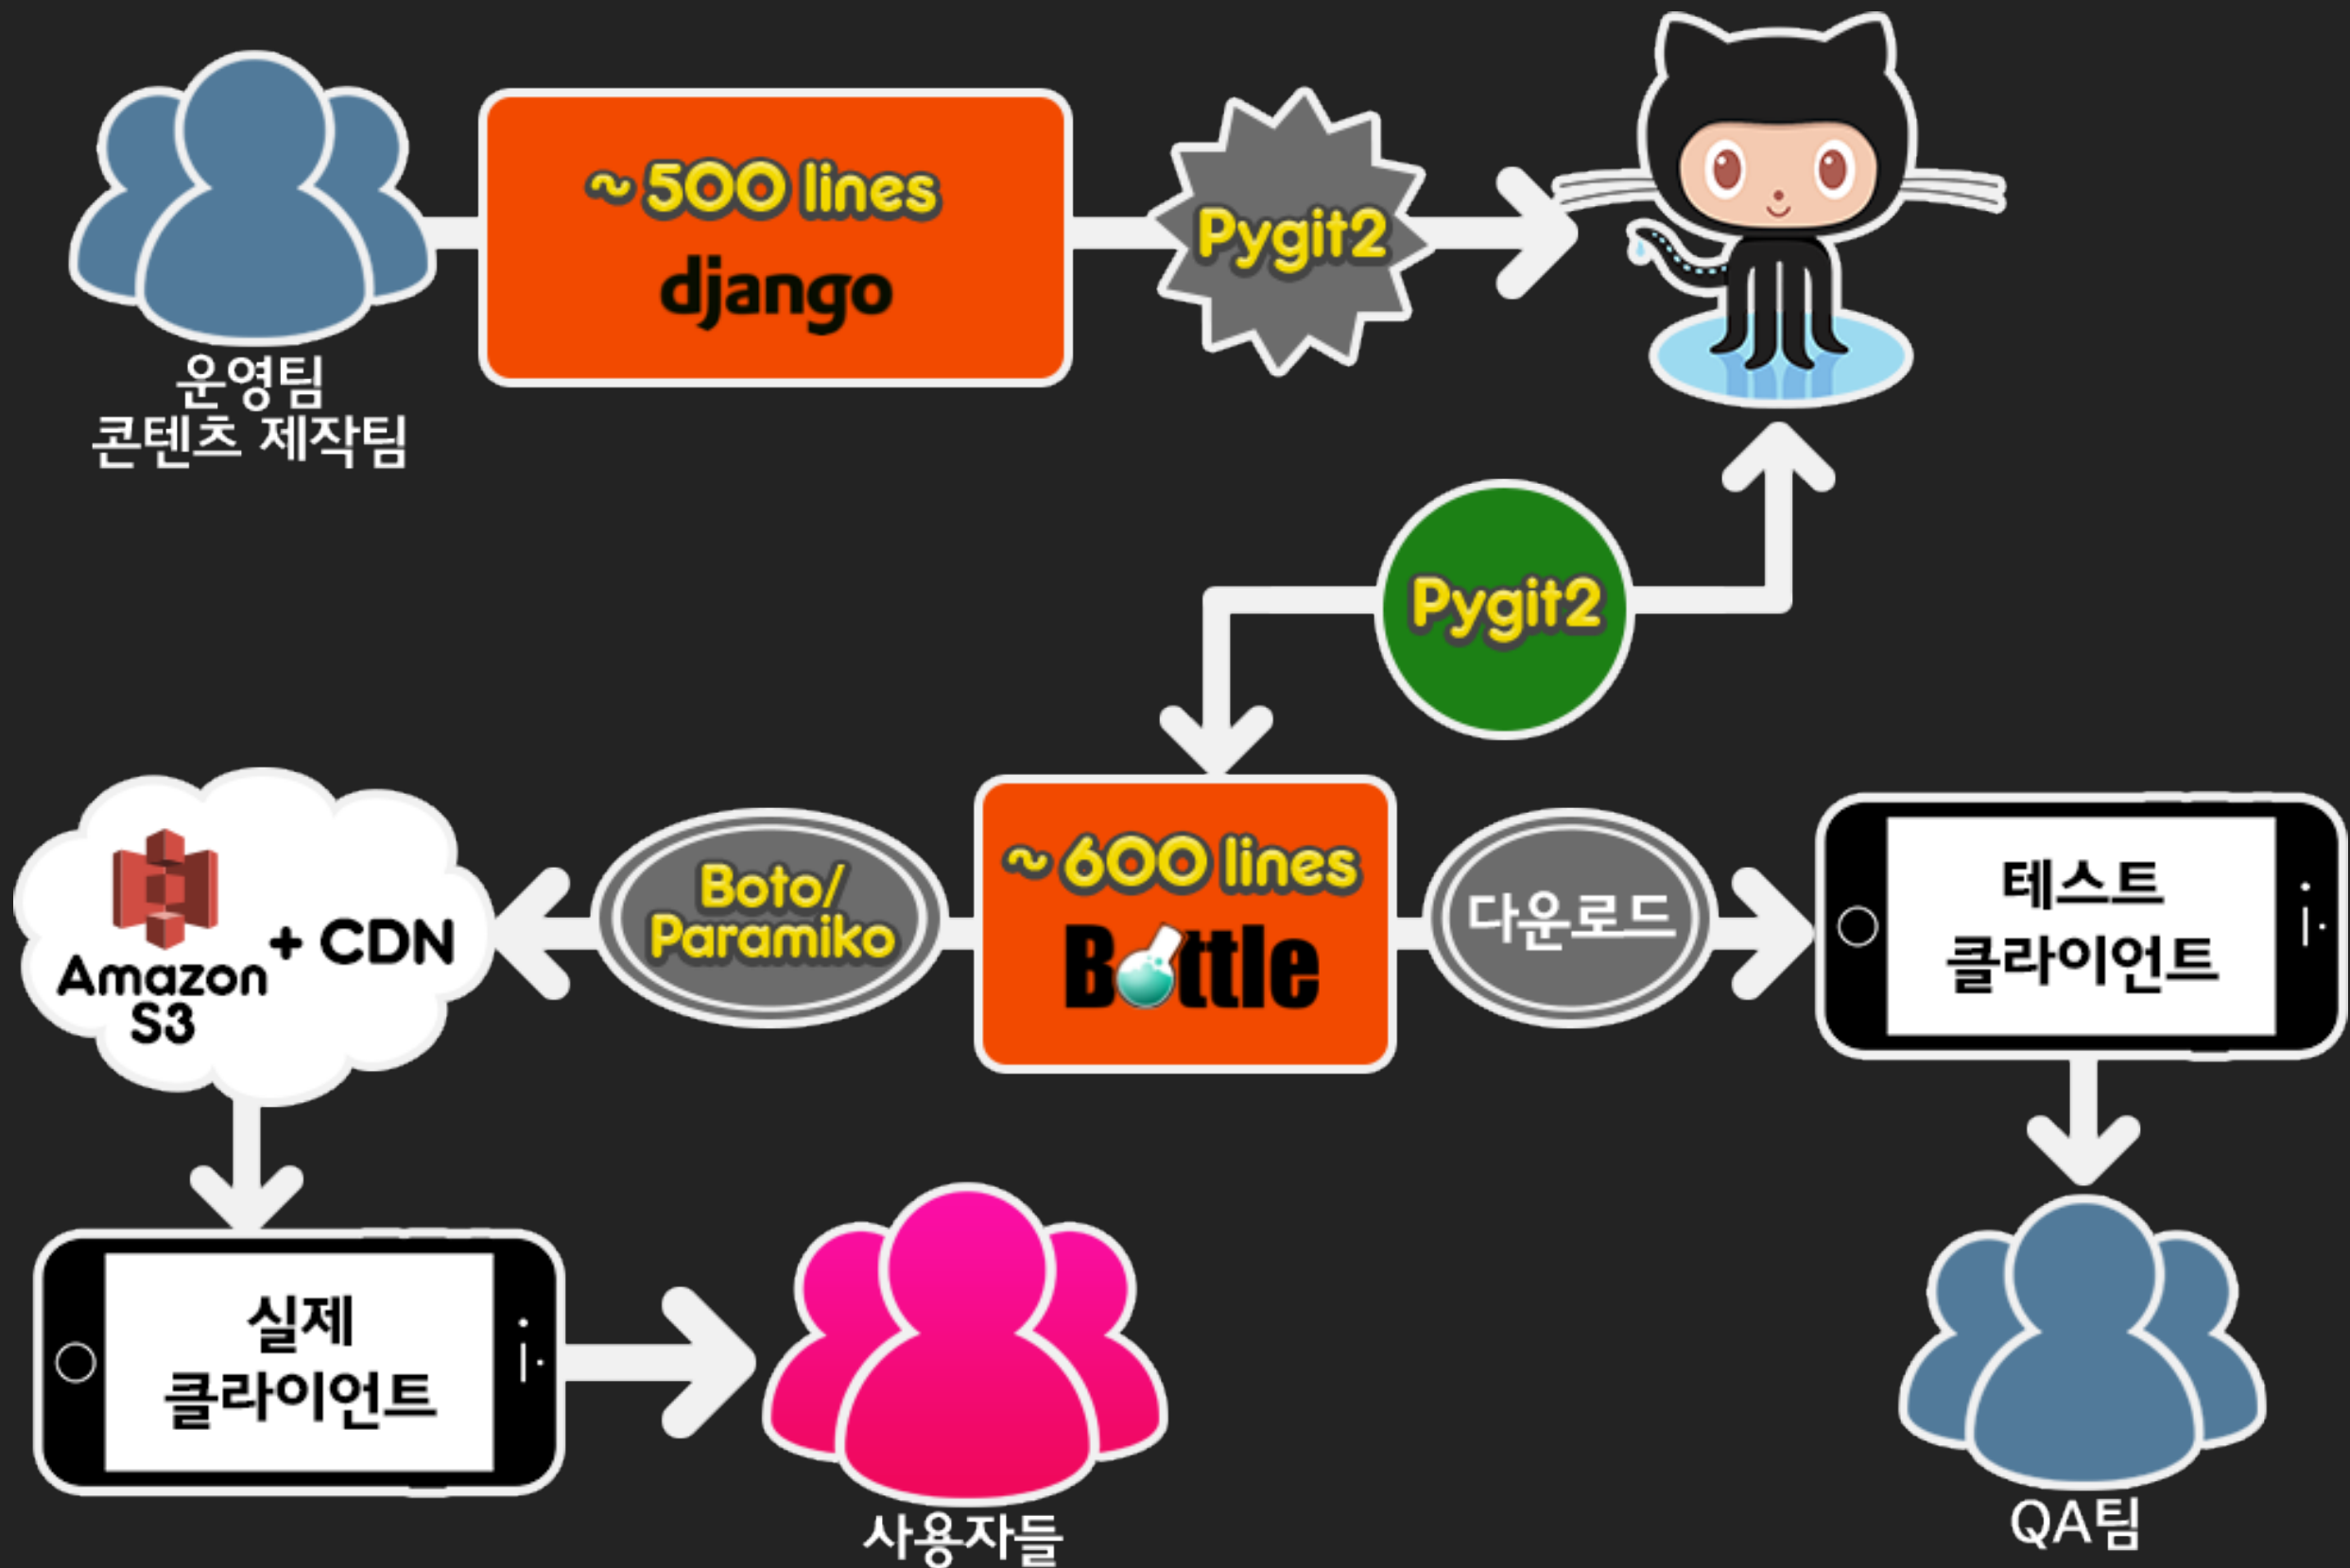 ~ 500 lines
django
Pygit2
운영팀
콘텐츠 제작팀
Pygit2
Amazon
S3
+ CDN
Boto/
Paramiko
~ 600 lines
Bottle
다운로드
테스트
클라이언트
실제
클라이언트
사용자들
QA팀